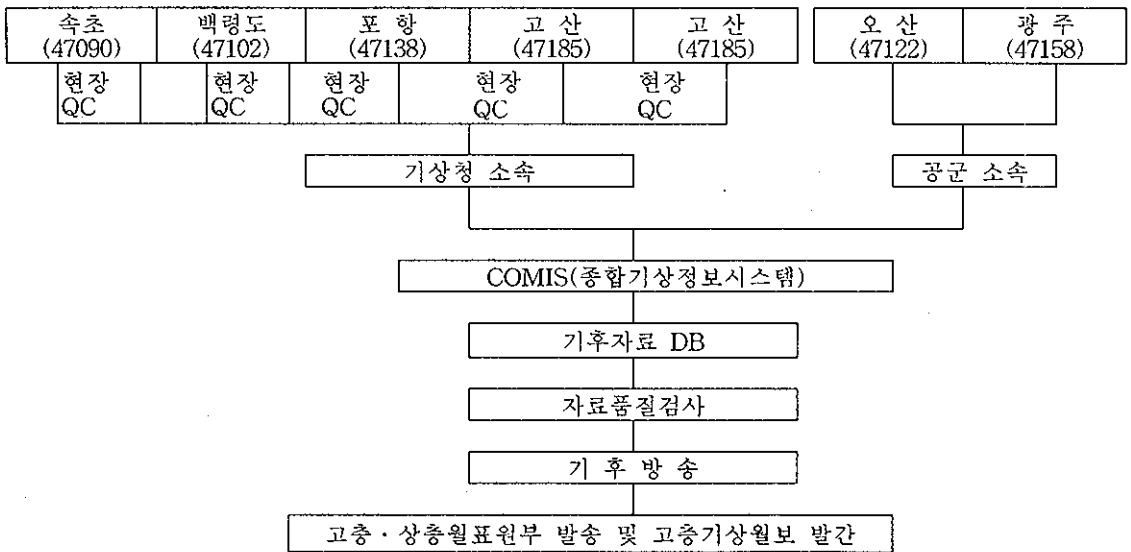 속초 백령도 포 항 고 산 고 산 오 산 광 주
(47090) (47102) (47138) (47185) (47185) (47122) (47158)
현장 현장 현장 현장 현장
QC QC QC QC QC
기상청 소속 공군 소속
COMIS(종합기상정보시스템)
기후자료 DB
자료품질검사
기 후 방 송
고층 · 상층월표원부 발송 및 고층기상월보 발간